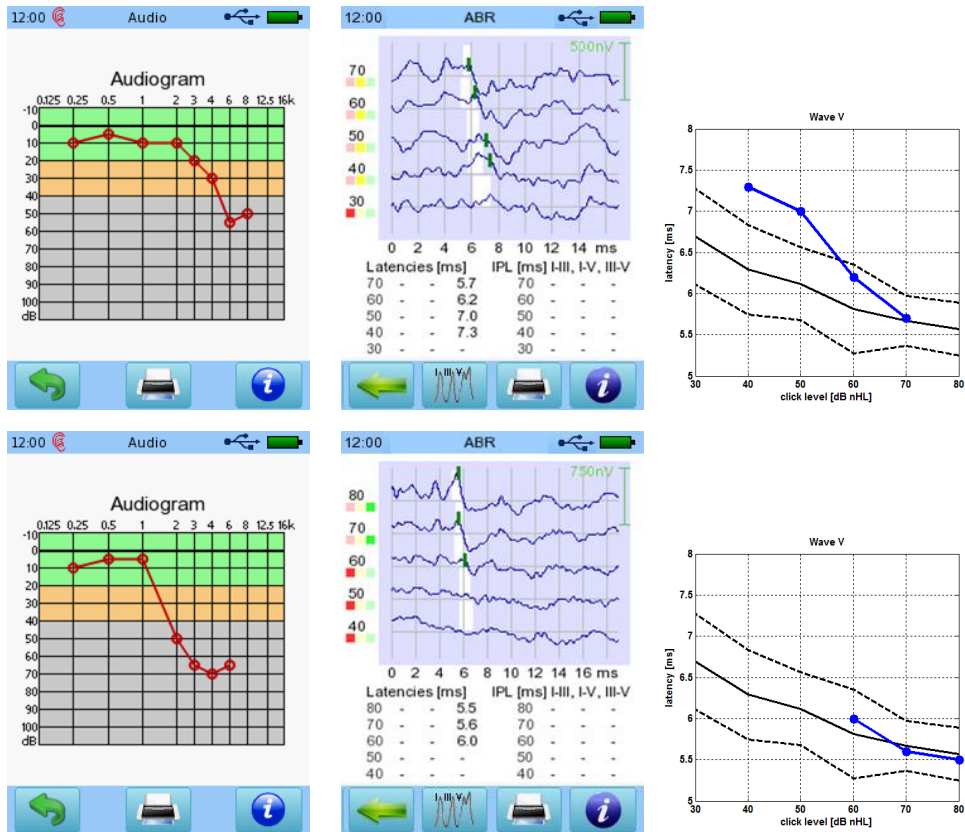 12:00 Audio
Audiogram
0.125 0.25 0.5 1 2 3 4 6 8 12.5 16k
-10
0
10
20
30
40
50
60
70
80
90
100
dB
12:00 ABR
500nV
70
60
50
40
30
0 2 4 6 8 10 12 14 ms
Latencies [ms] IPL [ms] I-III, I-V, III-V
70 - - 5.7 70 - - -
60 - - 6.2 60 - - -
50 - - 7.0 50 - - -
40 - - 7.3 40 - - -
30 - - - 30 - - -
I III V
Wave V
latency [ms]
8
7.5
7
6.5
6
5.5
5
30 40 50 60 70 80
click level [dB nHL]
12:00 Audio
Audiogram
0.125 0.25 0.5 1 2 3 4 6 8 12.5 16k
-10
0
10
20
30
40
50
60
70
80
90
100
dB
12:00 ABR
750nV
80
70
60
50
40
0 2 4 6 8 10 12 14 16 ms
Latencies [ms] IPL [ms] I-III, I-V, III-V
80 - - 5.5 80 - - -
70 - - 5.6 70 - - -
60 - - 6.0 60 - - -
50 - - - 50 - - -
40 - - - 40 - - -
I III V
Wave V
latency [ms]
8
7.5
7
6.5
6
5.5
5
30 40 50 60 70 80
click level [dB nHL]